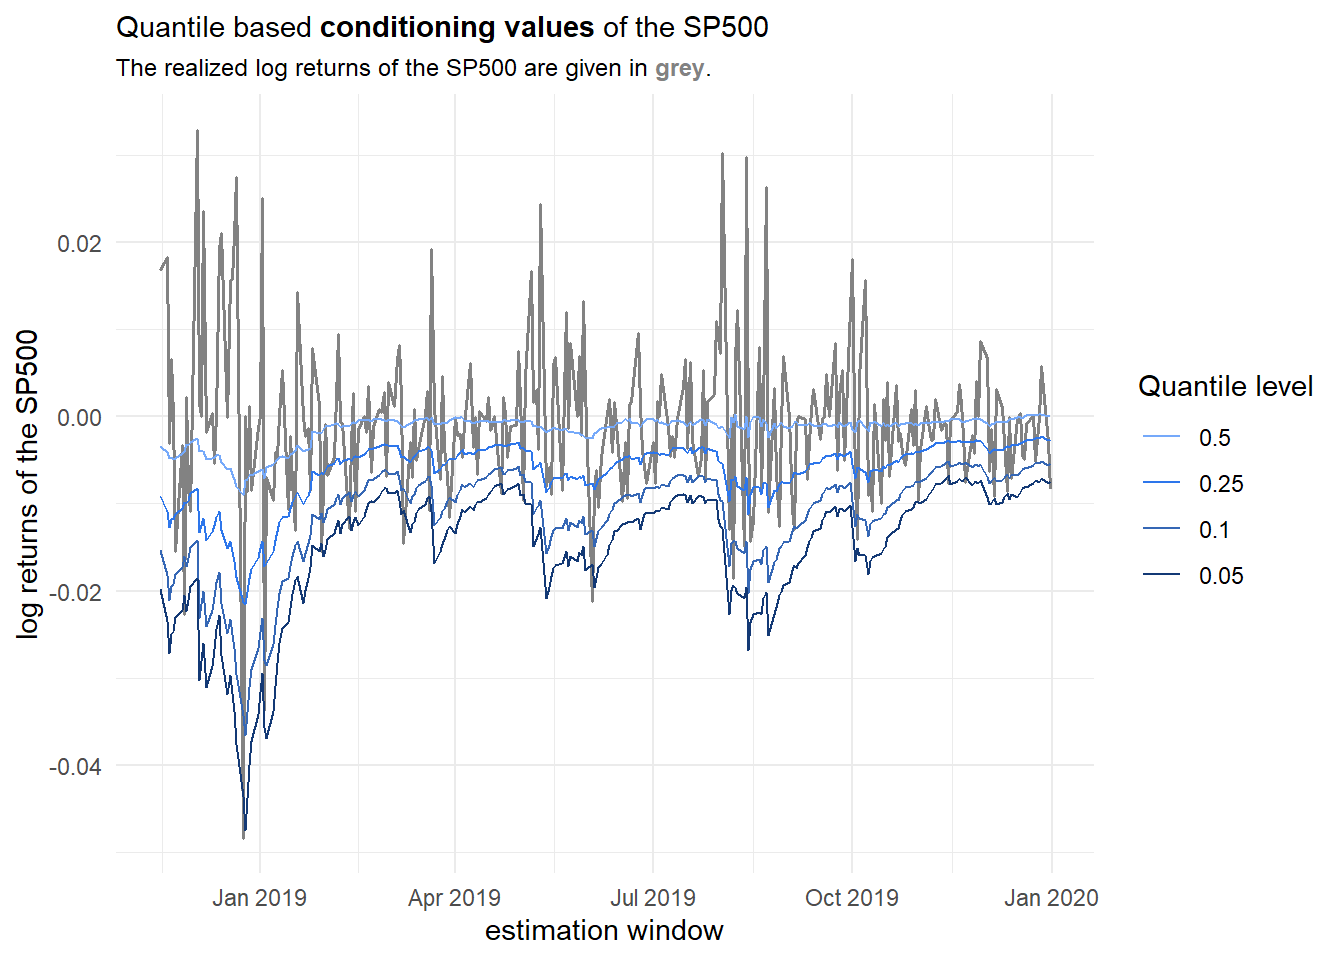 Quantile based conditioning values of the SP500
The realized log returns of the SP500 are given in grey.
log returns of the SP500
0.02
0.00
-0.02
-0.04
Jan 2019
Apr 2019
Jul 2019
Oct 2019
Jan 2020
estimation window
Quantile level
0.5
0.25
0.1
0.05